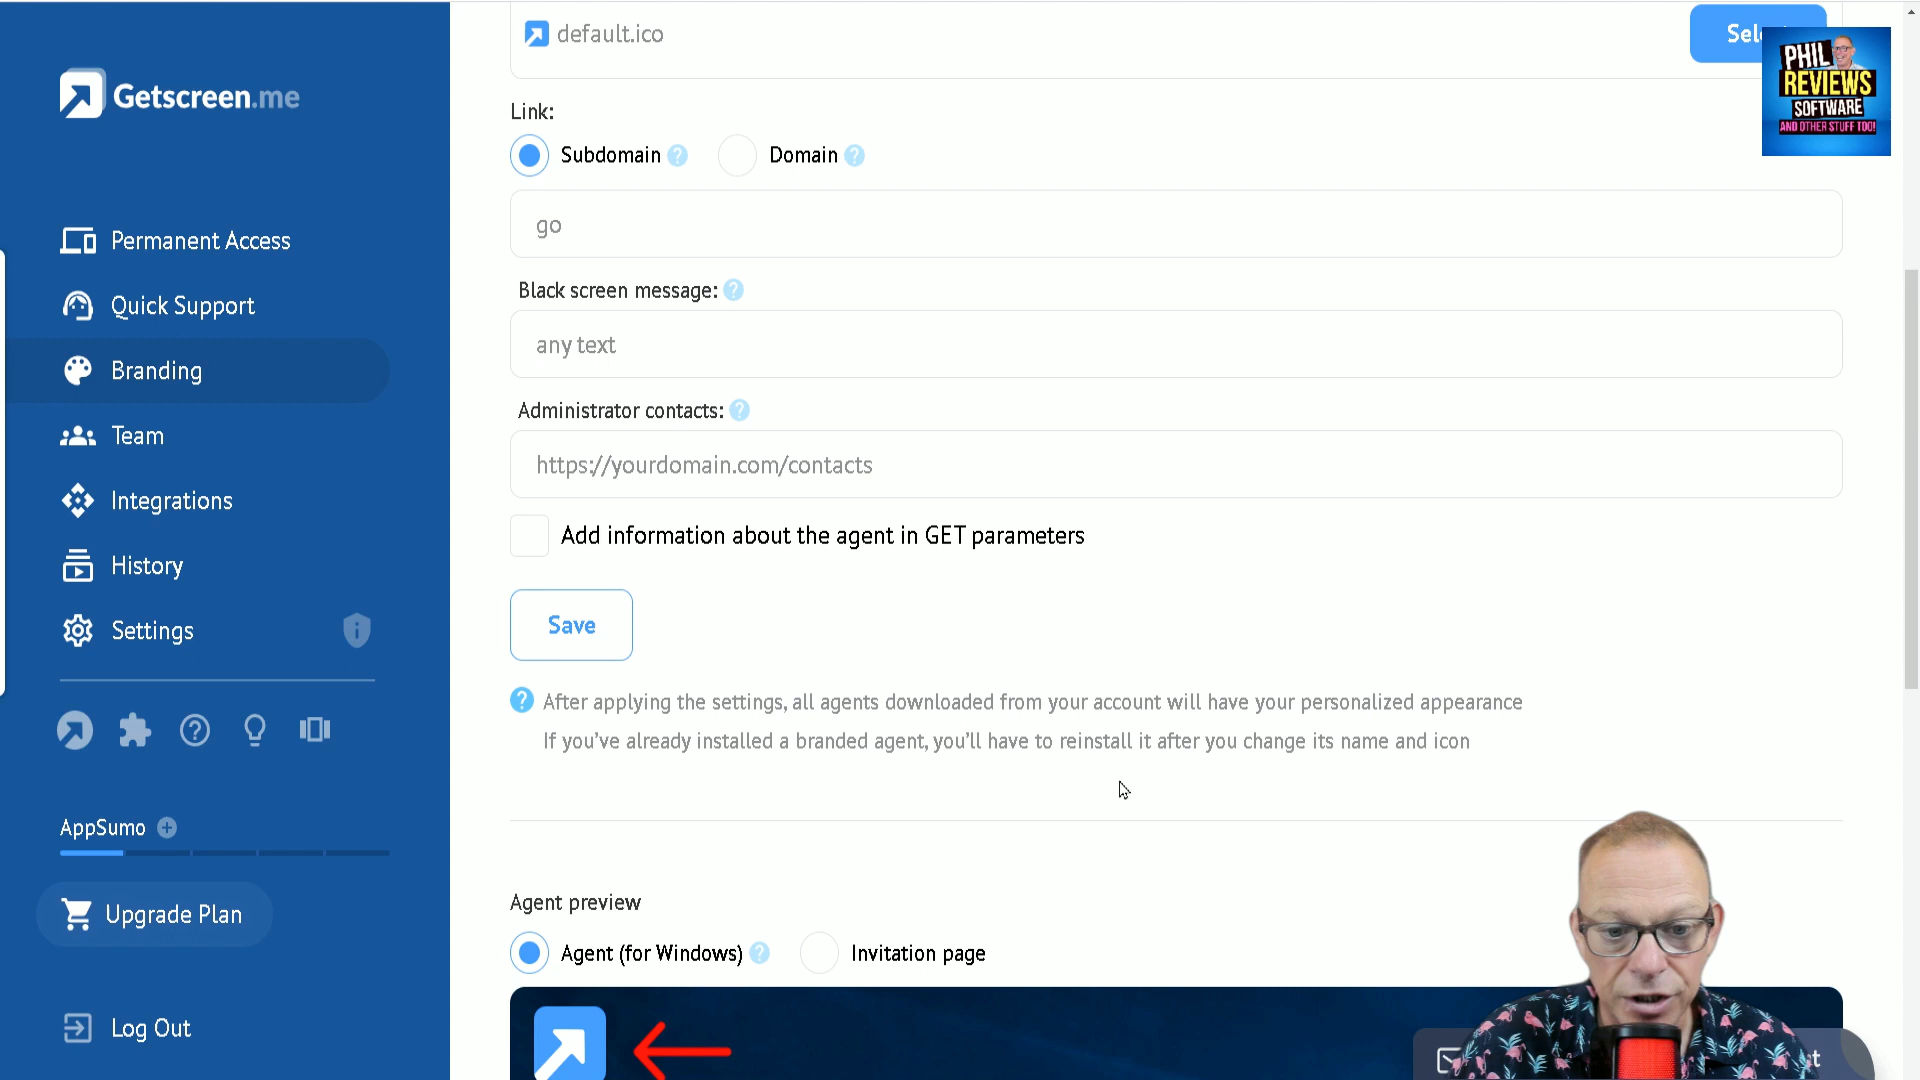 default.ico
PHIL
REVIEWS
SOFTWARE
AND OTHER STUFF TOO!
Getscreen.me
Link:
Subdomain ?
Domain ?
go
Black screen message: ?
any text
Administrator contacts: ?
https://yourdomain.com/contacts
Add information about the agent in GET parameters
Save
? After applying the settings, all agents downloaded from your account will have your personalized appearance
If you've already installed a branded agent, you'll have to reinstall it after you change its name and icon
Agent preview
Agent (for Windows) ?
Invitation page
Permanent Access
Quick Support
Branding
Team
Integrations
History
Settings
AppSumo
Upgrade Plan
Log Out